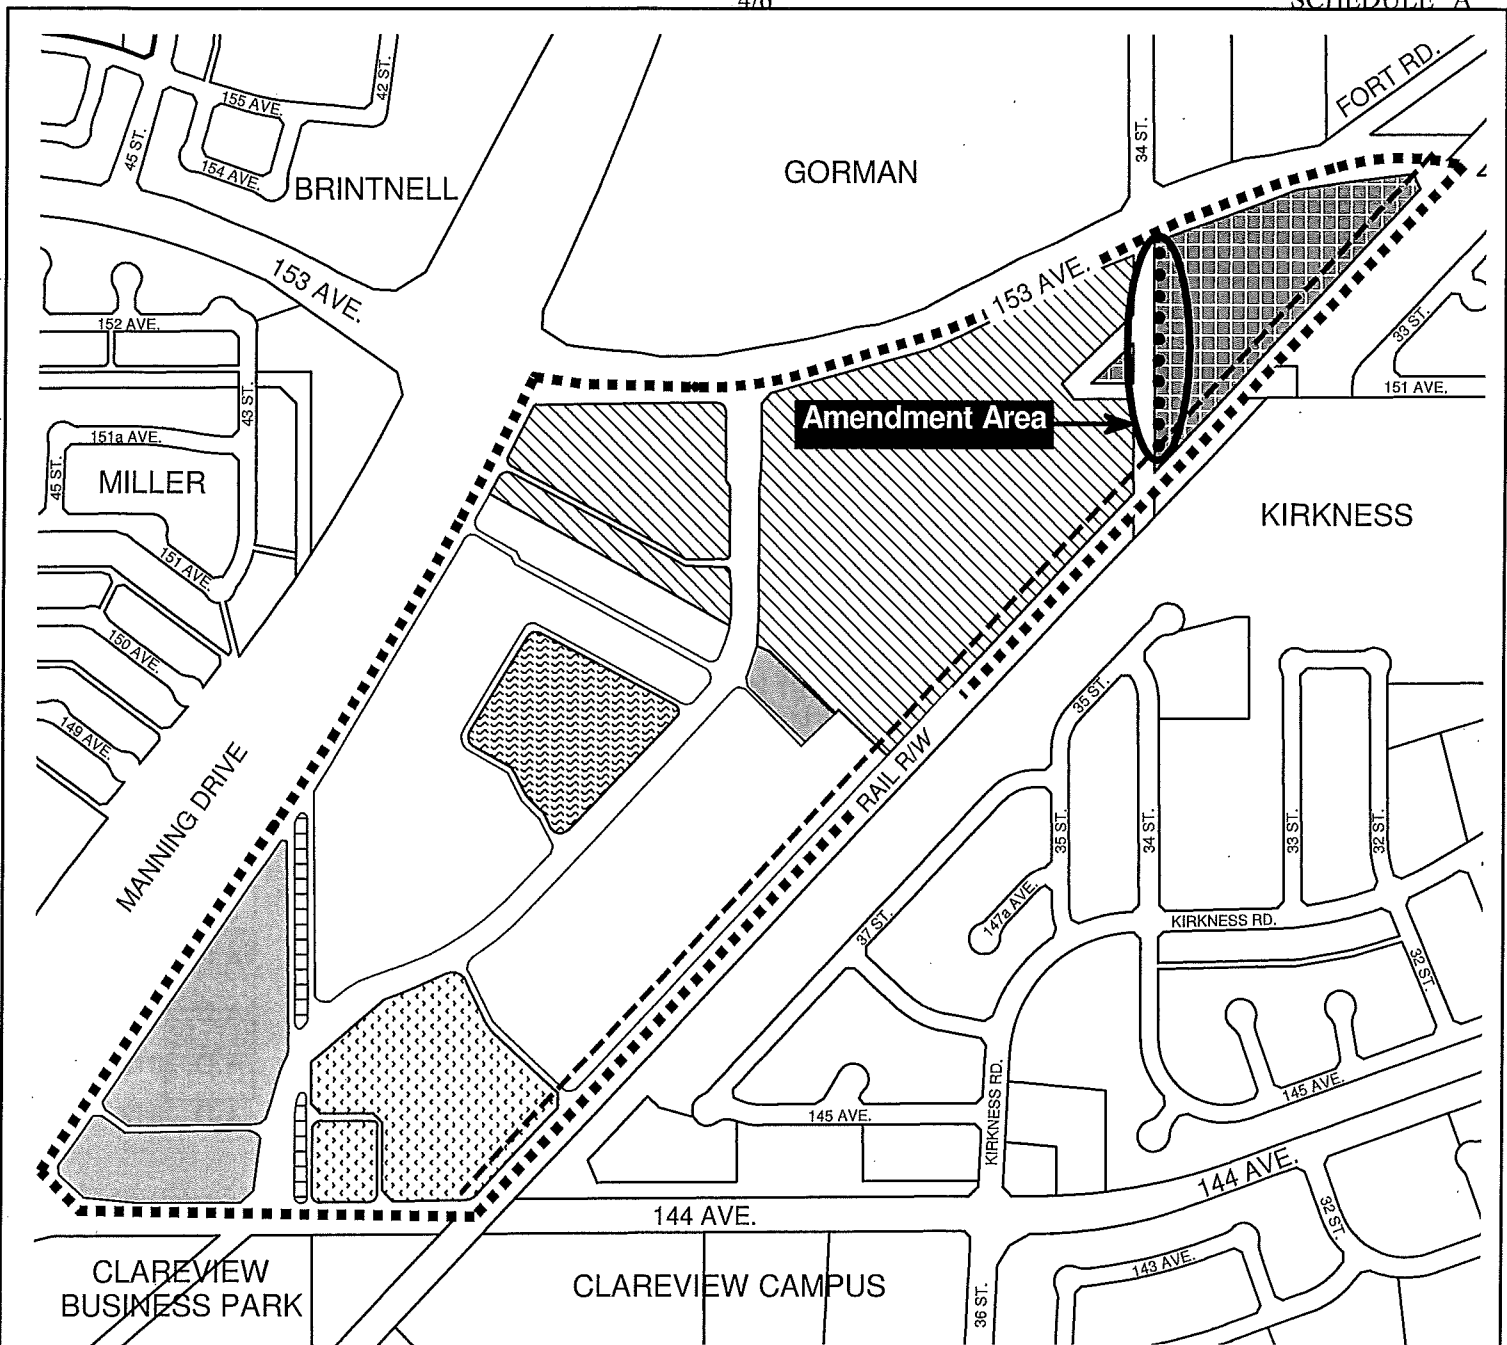 4/6
SCHEDULE "A"
FORT RD.
42 ST.
155 AVE.
45 ST.
34 ST.
154 AVE.
BRINTNELL
GORMAN
153 AVE.
153 AVE.
152 AVE.
33 ST.
151 AVE.
43 ST.
Amendment Area
151a AVE.
45 ST.
MILLER
KIRKNESS
151 AVE.
150 AVE.
35 ST.
149 AVE.
RAIL R/W
MANNING DRIVE
35 ST.
34 ST.
33 ST.
32 ST.
147a AVE.
37 ST.
KIRKNESS RD.
32 ST.
KIRKNESS RD.
145 AVE.
145 AVE.
144 AVE.
144 AVE.
32 ST.
143 AVE.
CLAREVIEW
BUSINESS PARK
CLAREVIEW CAMPUS
36 ST.